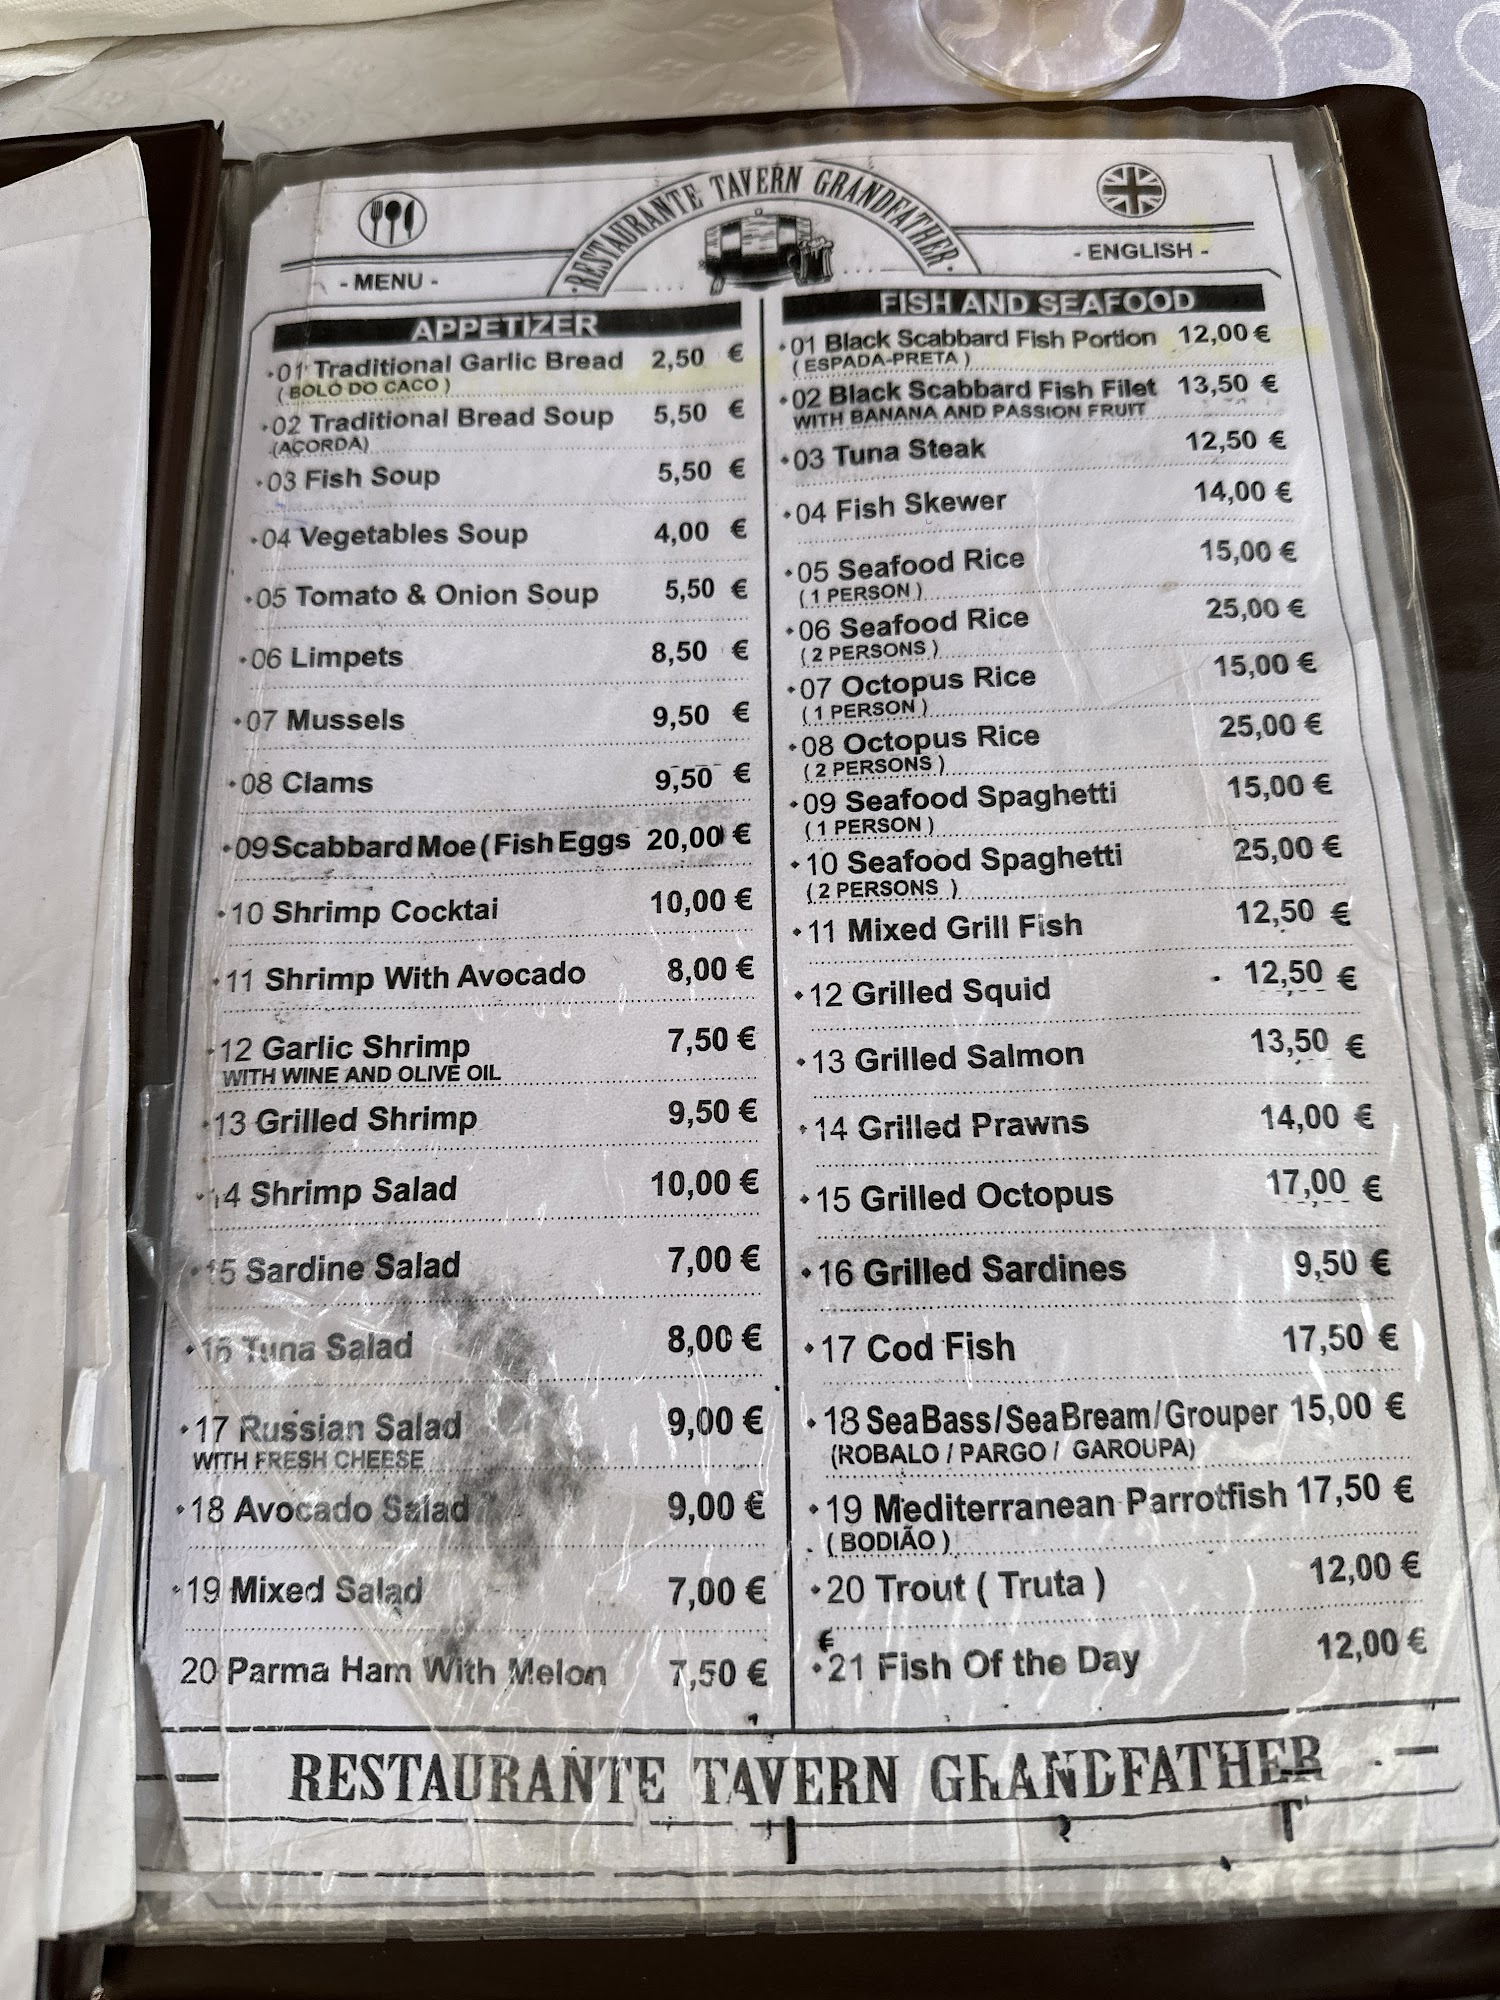 RESTAURANTE TAVERN GRANDFATHER
- MENU -
- ENGLISH -
APPETIZER
•01 Traditional Garlic Bread 2,50 €
( BOLO DO CACO )
•02 Traditional Bread Soup 5,50 €
(AÇORDA)
•03 Fish Soup 5,50 €
•04 Vegetables Soup 4,00 €
•05 Tomato & Onion Soup 5,50 €
•06 Limpets 8,50 €
•07 Mussels 9,50 €
•08 Clams 9,50 €
•09 Scabbard Moe ( Fish Eggs 20,00 €
•10 Shrimp Cocktai 10,00 €
•11 Shrimp With Avocado 8,00 €
•12 Garlic Shrimp 7,50 €
WITH WINE AND OLIVE OIL
•13 Grilled Shrimp 9,50 €
•14 Shrimp Salad 10,00 €
•15 Sardine Salad 7,00 €
•16 Tuna Salad 8,00 €
•17 Russian Salad 9,00 €
WITH FRESH CHEESE
•18 Avocado Salad 9,00 €
•19 Mixed Salad 7,00 €
20 Parma Ham With Melon 7,50 €
FISH AND SEAFOOD
•01 Black Scabbard Fish Portion 12,00 €
( ESPADA-PRETA )
•02 Black Scabbard Fish Filet 13,50 €
WITH BANANA AND PASSION FRUIT
•03 Tuna Steak 12,50 €
•04 Fish Skewer 14,00 €
•05 Seafood Rice 15,00 €
( 1 PERSON )
•06 Seafood Rice 25,00 €
( 2 PERSONS )
•07 Octopus Rice 15,00 €
( 1 PERSON )
•08 Octopus Rice 25,00 €
( 2 PERSONS )
•09 Seafood Spaghetti 15,00 €
( 1 PERSON )
•10 Seafood Spaghetti 25,00 €
( 2 PERSONS )
•11 Mixed Grill Fish 12,50 €
•12 Grilled Squid 12,50 €
•13 Grilled Salmon 13,50 €
•14 Grilled Prawns 14,00 €
•15 Grilled Octopus 17,00 €
•16 Grilled Sardines 9,50 €
•17 Cod Fish 17,50 €
•18 Sea Bass/Sea Bream/Grouper 15,00 €
(ROBALO / PARGO / GAROUPA)
•19 Mediterranean Parrotfish 17,50 €
( BODIÃO )
•20 Trout ( Truta ) 12,00 €
•21 Fish Of the Day 12,00 €
RESTAURANTE TAVERN GRANDFATHER